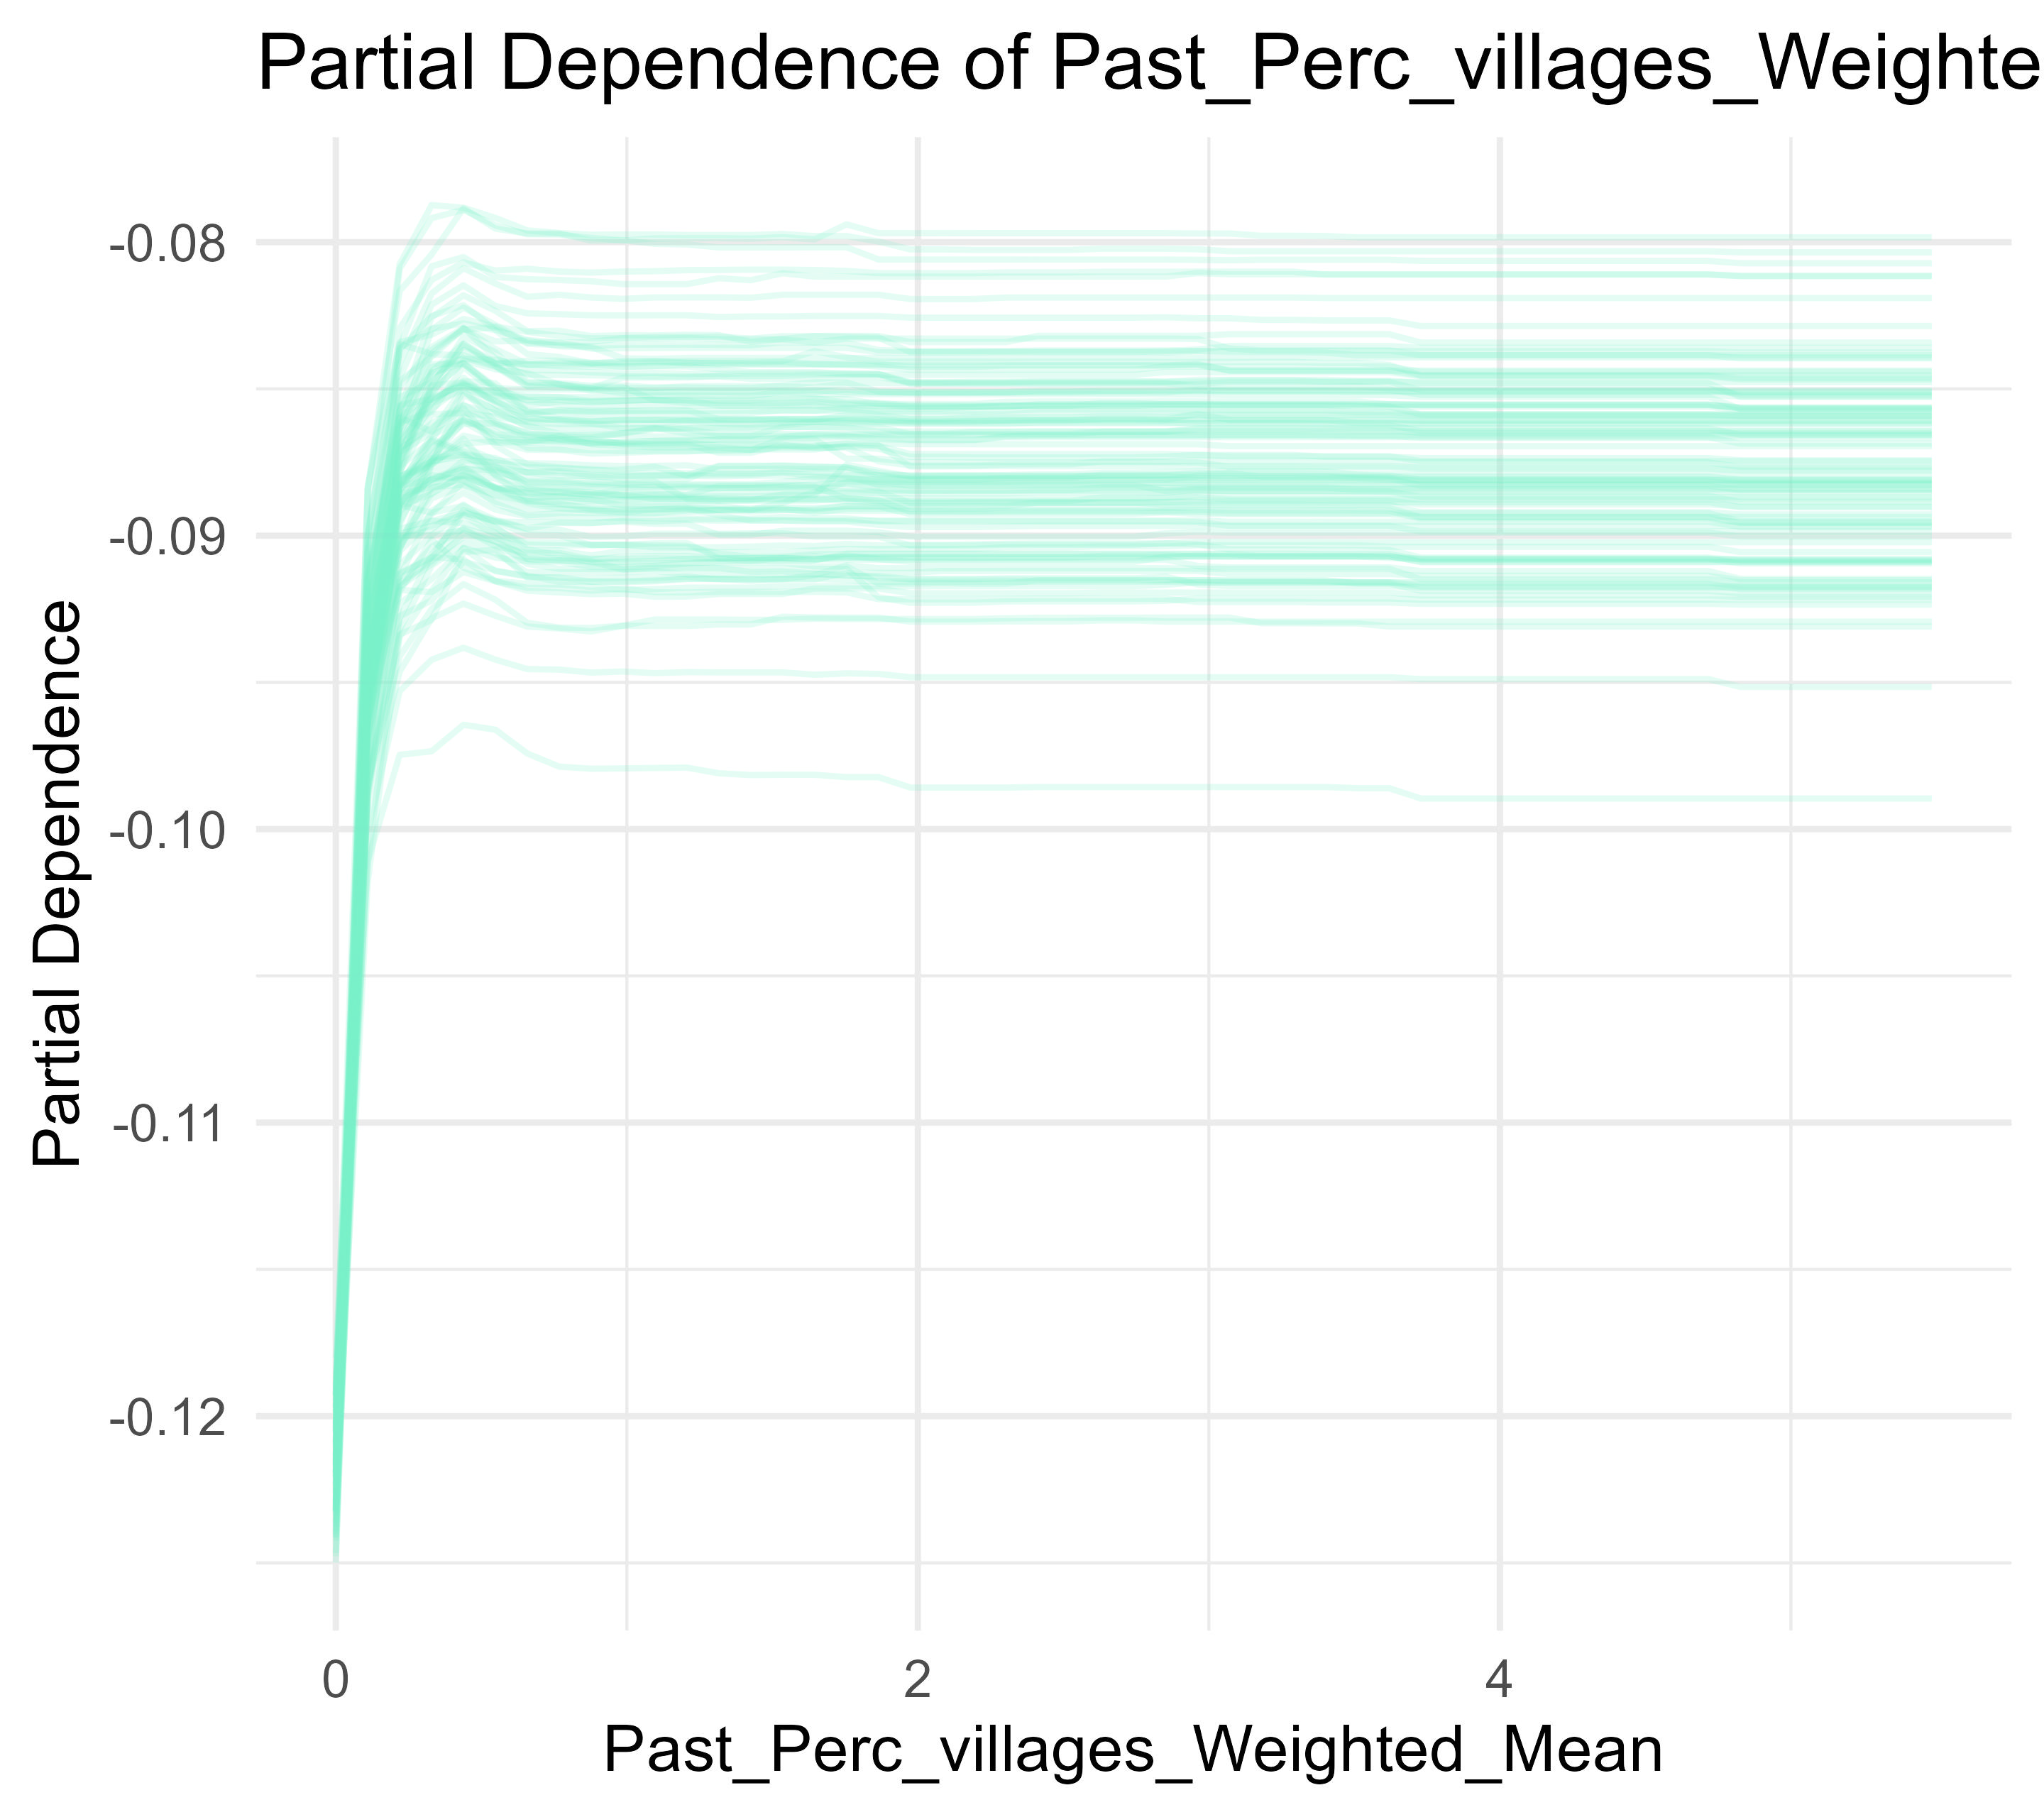 Partial Dependence of Past_Perc_villages_Weighte
-0.08
-0.09
-0.10
-0.11
-0.12
Partial Dependence
0 2 4
Past_Perc_villages_Weighted_Mean